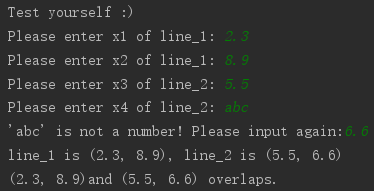 Test yourself :)
Please enter x1 of line_1: 2.3
Please enter x2 of line_1: 8.9
Please enter x3 of line_2: 5.5
Please enter x4 of line_2: abc
'abc' is not a number! Please input again:6.6
line_1 is (2.3, 8.9), line_2 is (5.5, 6.6)
(2.3, 8.9)and (5.5, 6.6) overlaps.